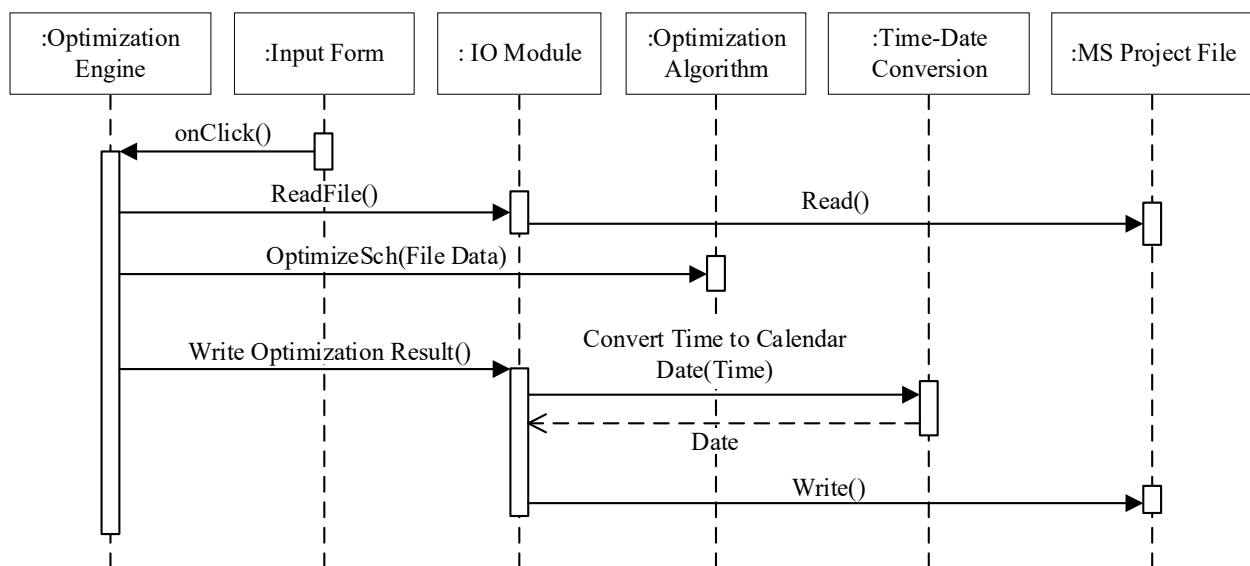 :Optimization
Engine
:Input Form
: IO Module
:Optimization
Algorithm
:Time-Date
Conversion
:MS Project File
onClick()
ReadFile()
Read()
OptimizeSch(File Data)
Write Optimization Result()
Convert Time to Calendar
Date(Time)
Date
Write()